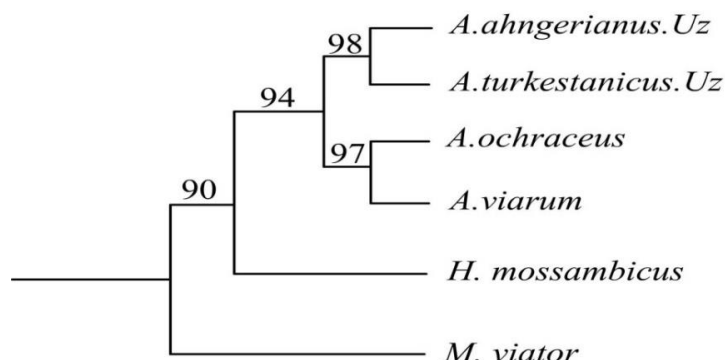 A.ahngerianus.Uz
98
A.turkestanicus.Uz
94
A.ochraceus
97
A.viarum
90
H. mossambicus
M. viator